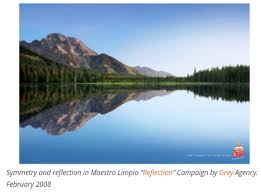 Symmetry and reflection in Maestro Limpio "Reflection" Campaign by Grey Agency.
February 2008